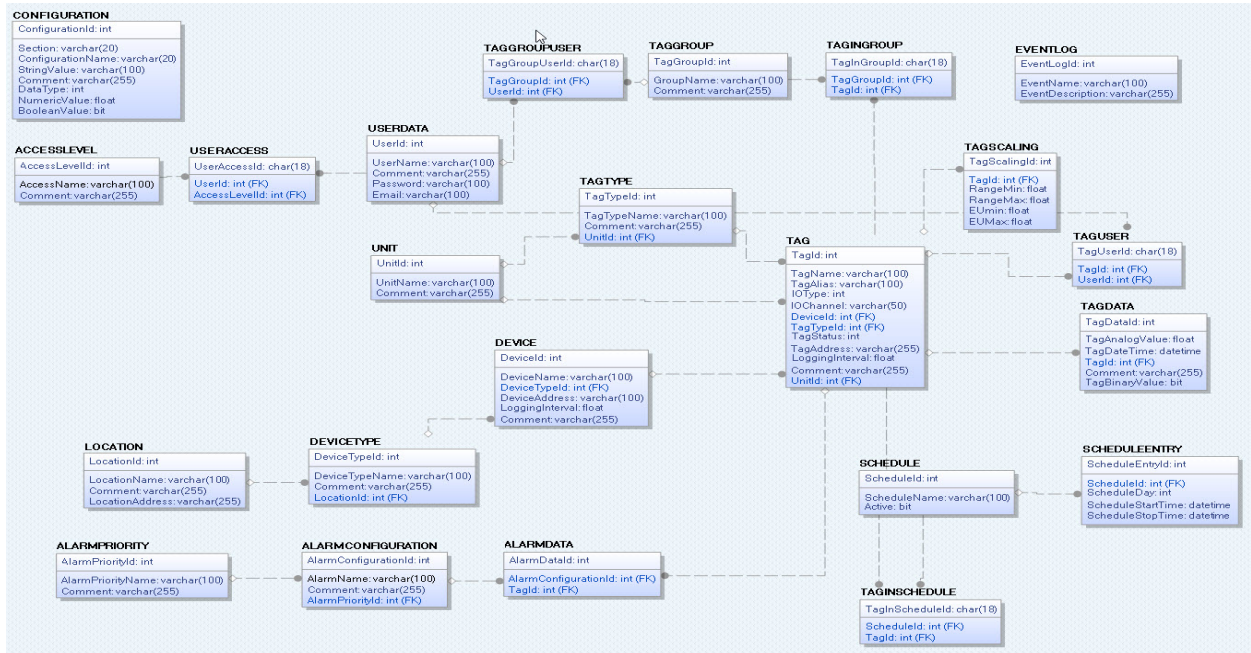 CONFIGURATION
ConfigurationId: int
Section: varchar(20)
ConfigurationName: varchar(20)
StringValue: varchar(100)
Comment: varchar(255)
DataType: int
NumericValue: float
BooleanValue: bit
TAGGROUPUSER
TagGroupUserId: char(18)
TagGroupId: int (FK)
UserId: int (FK)
TAGGROUP
TagGroupId: int
GroupName: varchar(100)
Comment: varchar(255)
TAGINGROUP
TagInGroupId: char(18)
TagGroupId: int (FK)
TagId: int (FK)
EVENTLOG
EventLogId: int
EventName: varchar(100)
EventDescription: varchar(255)
ACCESSLEVEL
AccessLevelId: int
AccessName: varchar(100)
Comment: varchar(255)
USERACCESS
UserAccessId: char(18)
UserId: int (FK)
AccessLevelId: int (FK)
USERDATA
UserId: int
UserName: varchar(100)
Comment: varchar(255)
Password: varchar(100)
Email: varchar(100)
TAGSCALING
TagScalingId: int
TagId: int (FK)
RangeMin: float
RangeMax: float
EUmin: float
EUMax: float
TAGTYPE
TagTypeId: int
TagTypeName: varchar(100)
Comment: varchar(255)
UnitId: int (FK)
UNIT
UnitId: int
UnitName: varchar(100)
Comment: varchar(255)
TAG
TagId: int
TagName: varchar(100)
TagAlias: varchar(100)
IOType: int
IOChannel: varchar(50)
DeviceId: int (FK)
TagTypeId: int (FK)
TagStatus: int
TagAddress: varchar(255)
LoggingInterval: float
Comment: varchar(255)
UnitId: int (FK)
TAGUSER
TagUserId: char(18)
TagId: int (FK)
UserId: int (FK)
TAGDATA
TagDataId: int
TagAnalogValue: float
TagDateTime: datetime
TagId: int (FK)
Comment: varchar(255)
TagBinaryValue: bit
DEVICE
DeviceId: int
DeviceName: varchar(100)
DeviceTypeId: int (FK)
DeviceAddress: varchar(100)
LoggingInterval: float
Comment: varchar(255)
LOCATION
LocationId: int
LocationName: varchar(100)
Comment: varchar(255)
LocationAddress: varchar(255)
DEVICETYPE
DeviceTypeId: int
DeviceTypeName: varchar(100)
Comment: varchar(255)
LocationId: int (FK)
SCHEDULE
ScheduleId: int
ScheduleName: varchar(100)
Active: bit
SCHEDULEENTRY
ScheduleEntryId: int
ScheduleId: int (FK)
ScheduleDay: int
ScheduleStartTime: datetime
ScheduleStopTime: datetime
ALARMPRIORITY
AlarmPriorityId: int
AlarmPriorityName: varchar(100)
Comment: varchar(255)
ALARMCONFIGURATION
AlarmConfigurationId: int
AlarmName: varchar(100)
Comment: varchar(255)
AlarmPriorityId: int (FK)
ALARMDATA
AlarmDataId: int
AlarmConfigurationId: int (FK)
TagId: int (FK)
TAGINSCHEDULE
TagInScheduleId: char(18)
ScheduleId: int (FK)
TagId: int (FK)